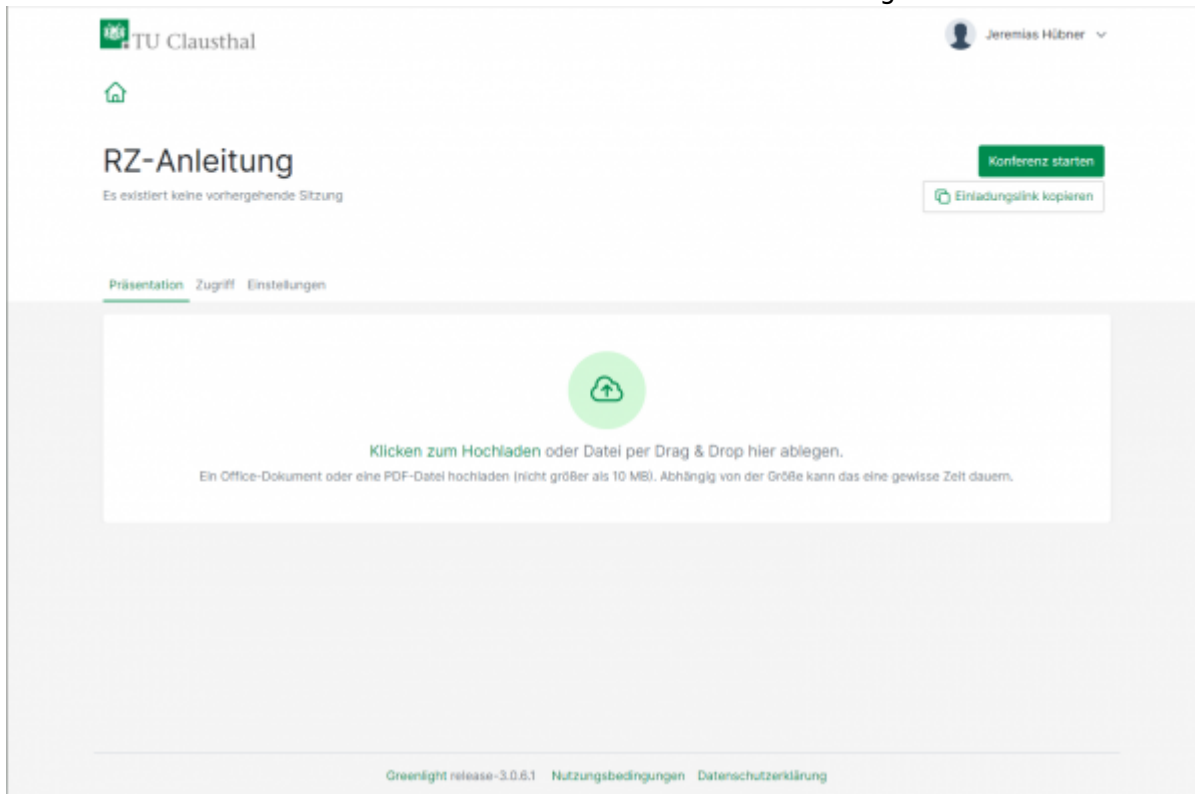 TU Clausthal
Jeremias Hübner
RZ-Anleitung
Konferenz starten
Es existiert keine vorhergehende Sitzung
Einladungslink kopieren
Präsentation Zugriff Einstellungen
Klicken zum Hochladen oder Datei per Drag & Drop hier ablegen.
Ein Office-Dokument oder eine PDF-Datei hochladen (nicht größer als 10 MB). Abhängig von der Größe kann das eine gewisse Zeit dauern.
Greenlight release-3.0.6.1 Nutzungsbedingungen Datenschutzerklärung